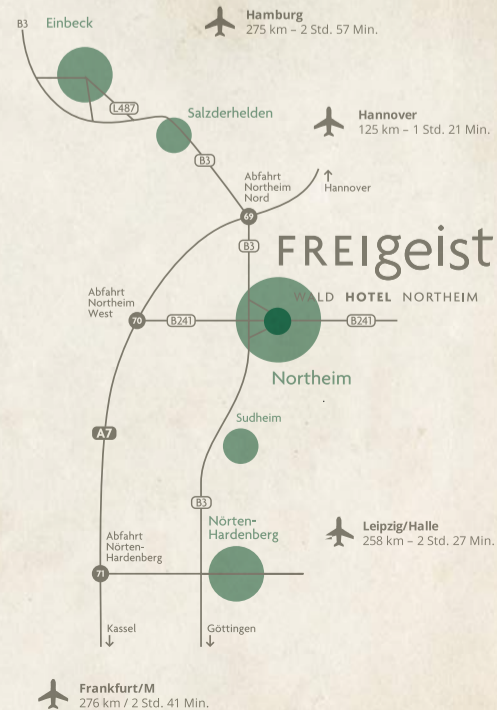 B3
Einbeck
Hamburg
275 km – 2 Std. 57 Min.
L487
Salzderhelden
Hannover
125 km – 1 Std. 21 Min.
B3
Abfahrt
Northeim
Nord
Hannover
69
B3
FREIgeist
WALD HOTEL NORTHEIM
Abfahrt
Northeim
West
70
B241
B241
Northeim
Sudheim
A7
B3
Nörten-
Hardenberg
Leipzig/Halle
258 km – 2 Std. 27 Min.
Abfahrt
Nörten-
Hardenberg
71
Kassel
Göttingen
Frankfurt/M
276 km / 2 Std. 41 Min.